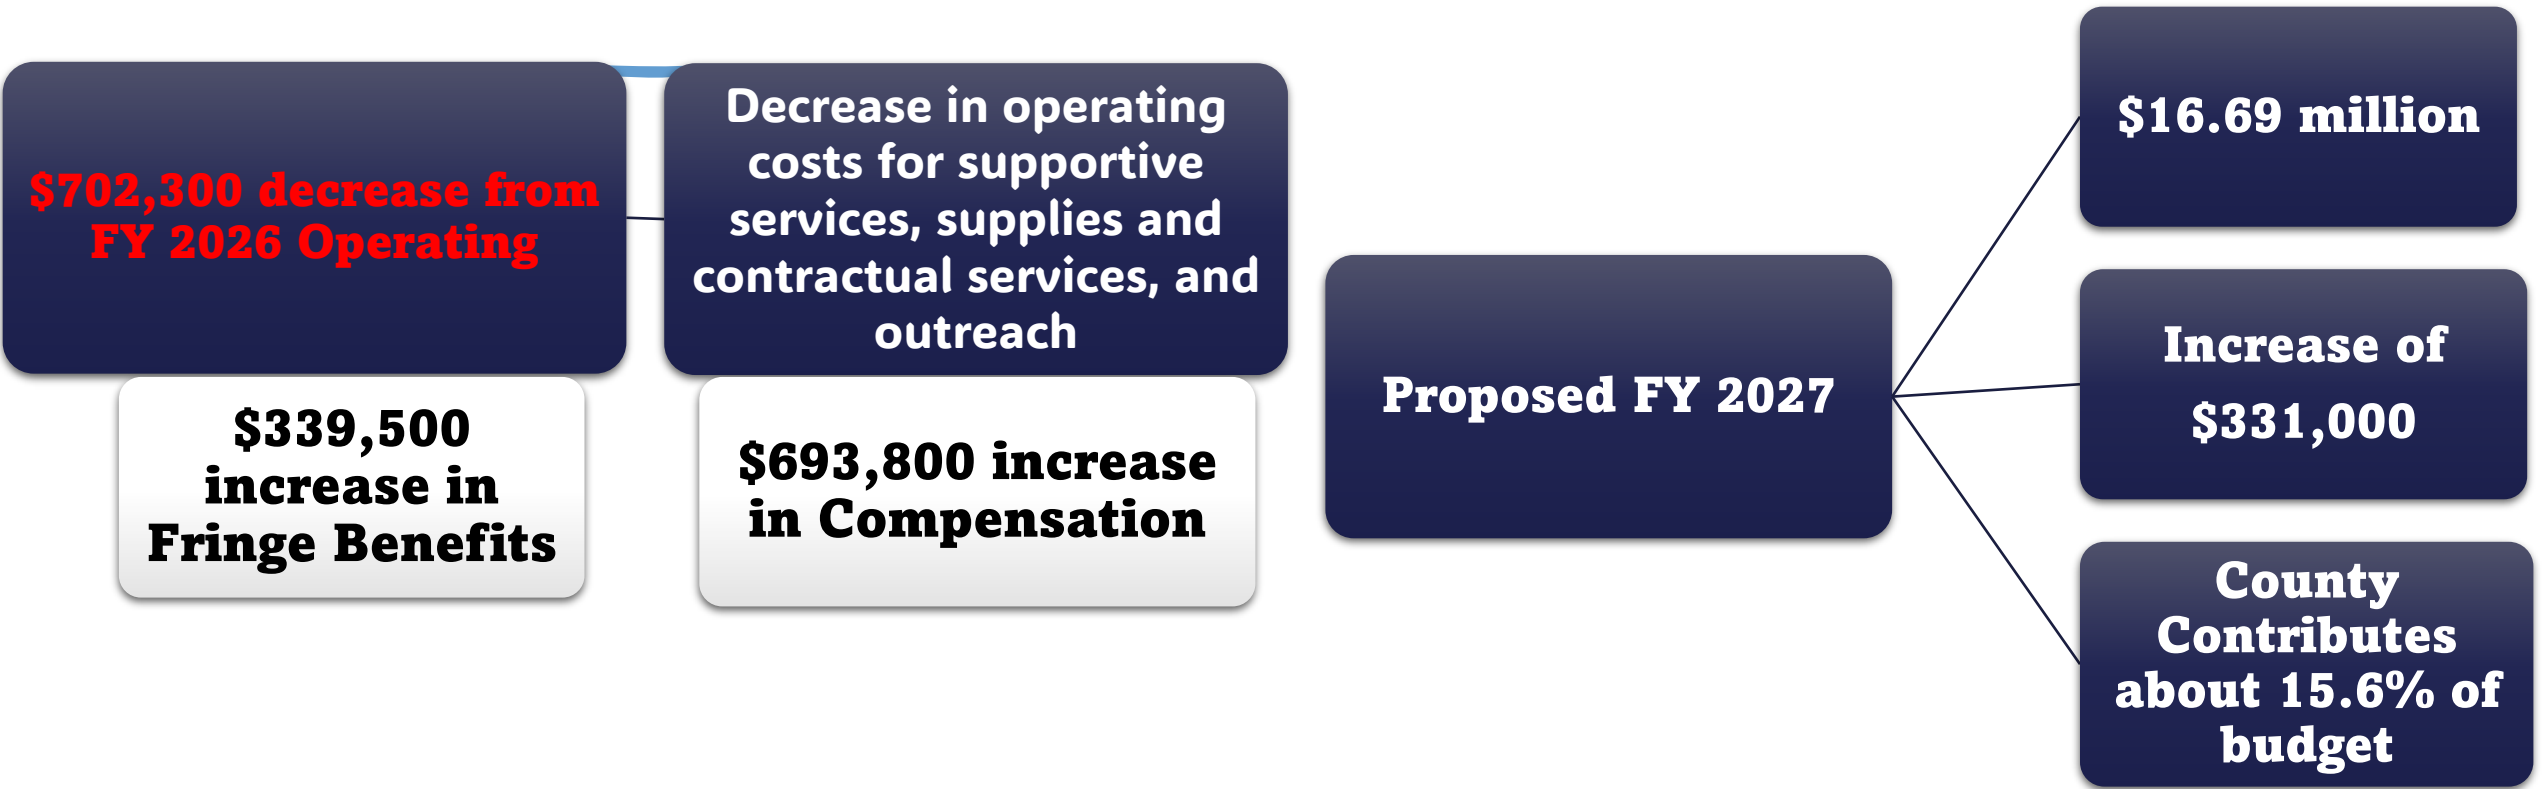 $702,300 decrease from
FY 2026 Operating
Decrease in operating
costs for supportive
services, supplies and
contractual services, and
outreach
$339,500
increase in
Fringe Benefits
$693,800 increase
in Compensation
Proposed FY 2027
$16.69 million
Increase of
$331,000
County
Contributes
about 15.6% of
budget